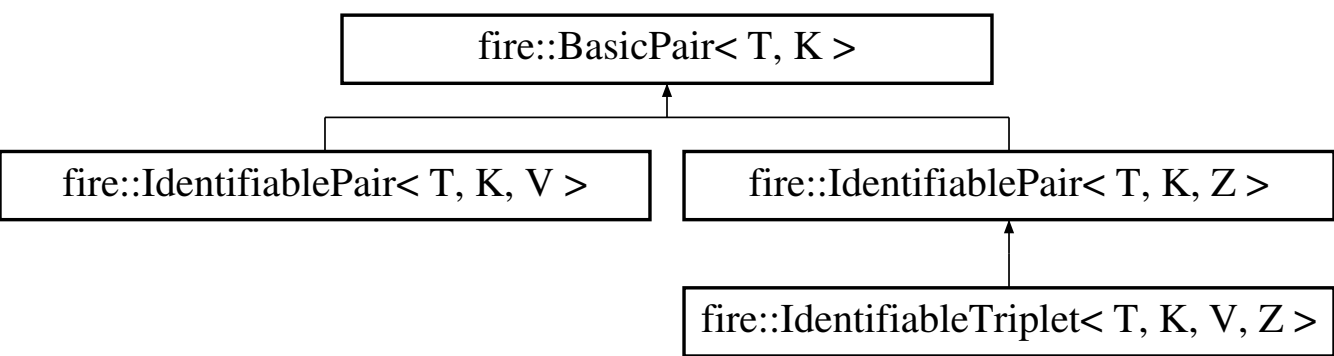 fire::BasicPair< T, K >
fire::IdentifiablePair< T, K, V >
fire::IdentifiablePair< T, K, Z >
fire::IdentifiableTriplet< T, K, V, Z >